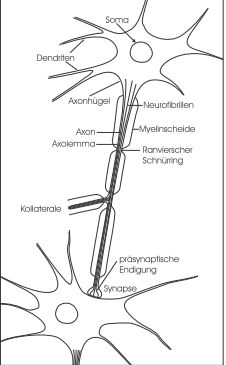 Soma
Dendriten
Axonhügel
Neurofibrillen
Axon
Myelinscheide
Axolemma
Ranvierscher
Schnürring
Kollaterale
präsynaptische
Endigung
Synapse